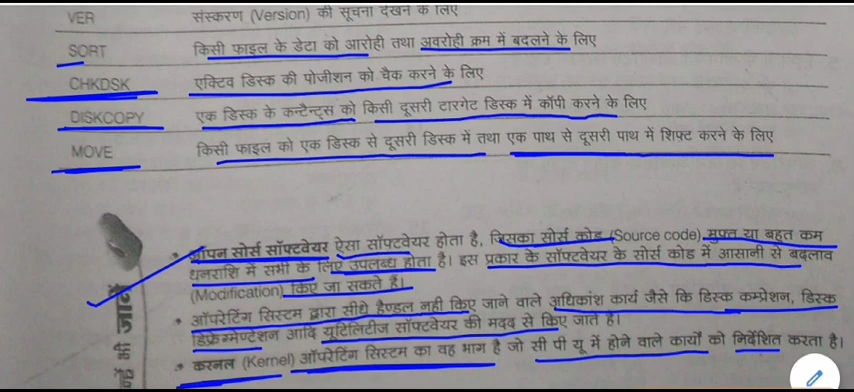 VER संस्करण (Version) की सूचना देखने के लिए
SORT किसी फाइल के डेटा को आरोही तथा अवरोही क्रम में बदलने के लिए
CHKDSK एक्टिव डिस्क की पोजीशन को चैक करने के लिए
DISKCOPY एक डिस्क के कन्टैन्ट्स को किसी दूसरी टारगेट डिस्क में कॉपी करने के लिए
MOVE किसी फाइल को एक डिस्क से दूसरी डिस्क में तथा एक पाथ से दूसरी पाथ में शिफ्ट करने के लिए
• ओपन सोर्स सॉफ्टवेयर ऐसा सॉफ्टवेयर होता है, जिसका सोर्स कोड (Source code) मुफ्त या बहुत कम
धनराशि में सभी के लिए उपलब्ध होता है। इस प्रकार के सॉफ्टवेयर के सोर्स कोड में आसानी से बदलाव
(Modification) किए जा सकते हैं।
• ऑपरेटिंग सिस्टम द्वारा सीधे हैण्डल नही किए जाने वाले अधिकांश कार्य जैसे कि डिस्क कम्प्रेशन, डिस्क
डिफ्रेग्मेण्टेशन आदि यूटिलिटीज सॉफ्टवेयर की मदद से किए जाते है।
• करनल (Kernel) ऑपरेटिंग सिस्टम का वह भाग है जो सी पी यू में होने वाले कार्यों को निर्देशित करता है।
भी जानें